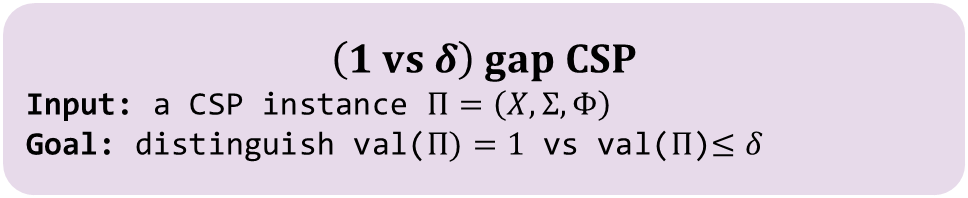 (1 vs δ) gap CSP
Input: a CSP instance Π = (X, Σ, Φ)
Goal: distinguish val(Π) = 1 vs val(Π)≤ δ